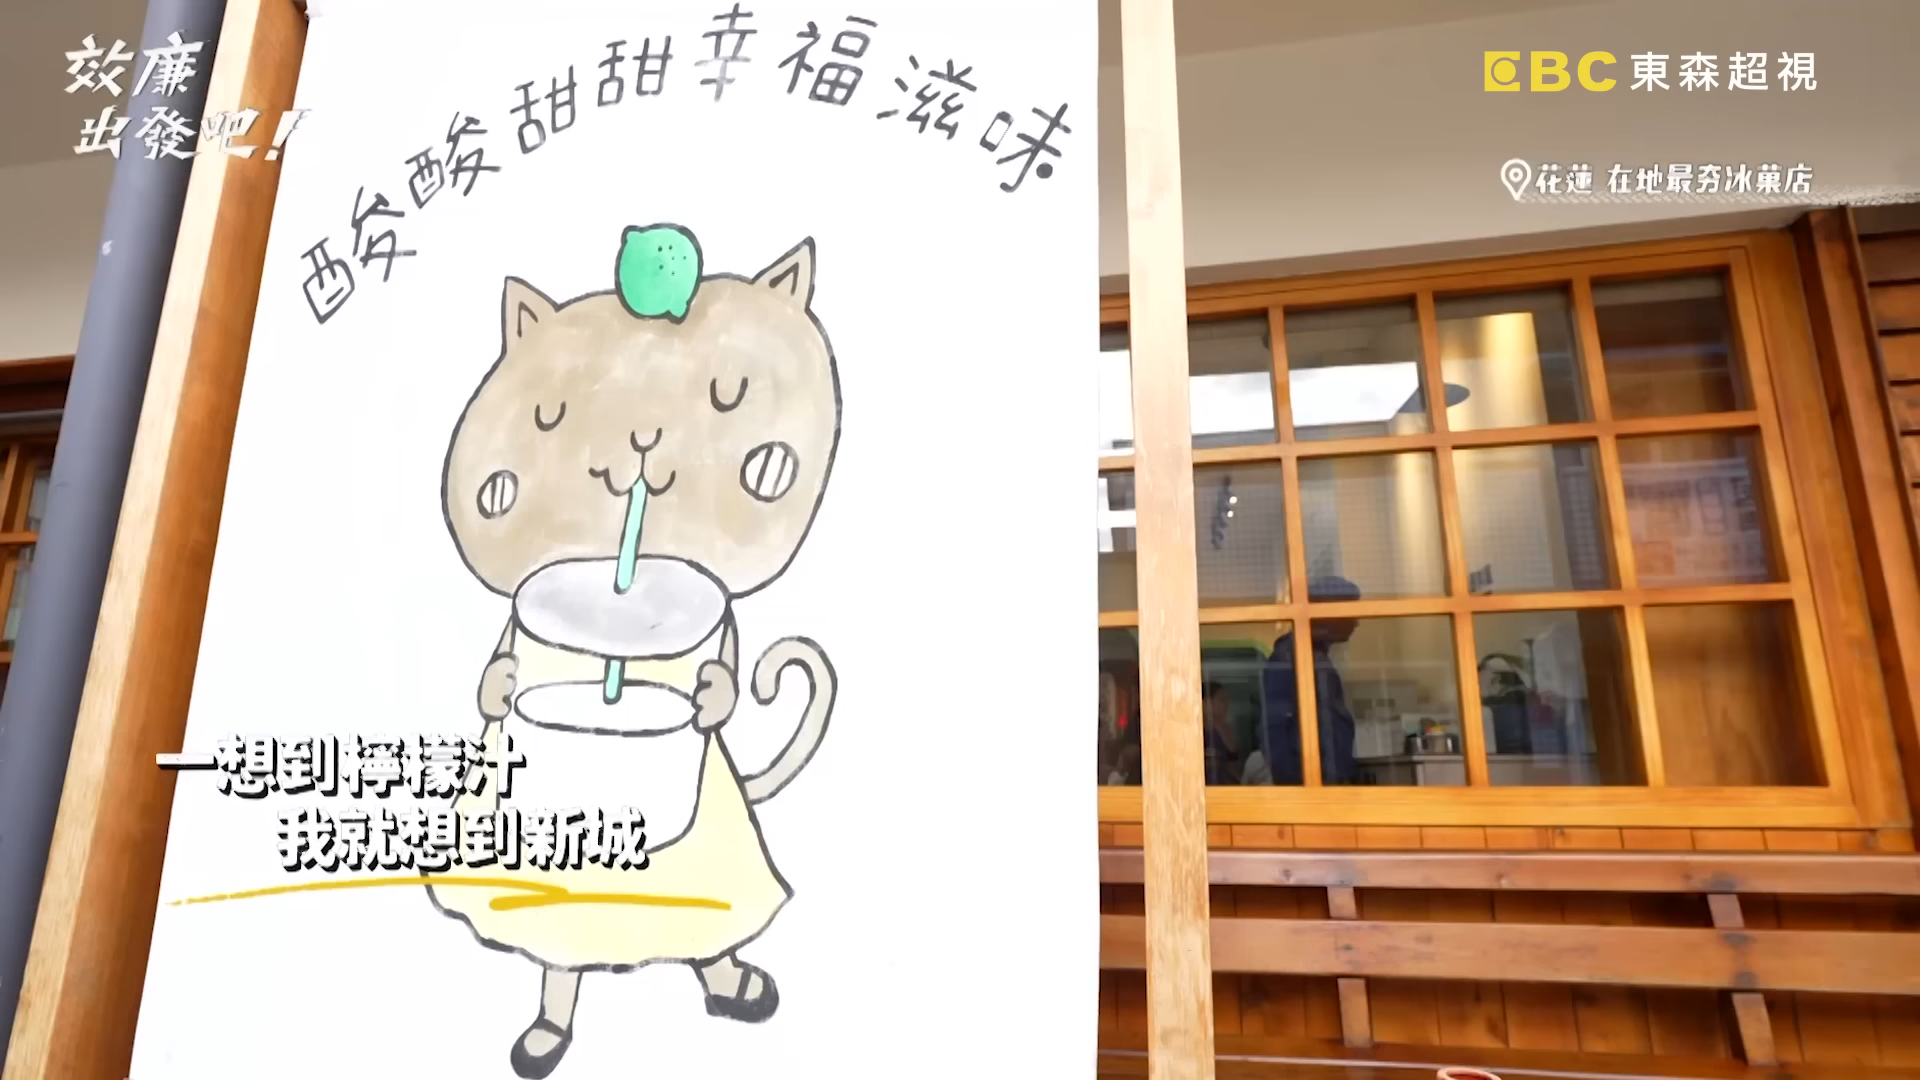 效廉
出發吧!
EBC 東森超視
花蓮 在地最夯冰菓店
酸酸甜甜幸福滋味
一想到檸檬汁
我就想到新城